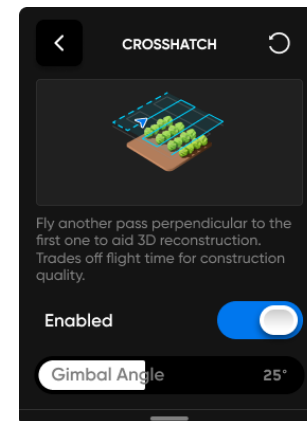 CROSSHATCH
Fly another pass perpendicular to the
first one to aid 3D reconstruction.
Trades off flight time for construction
quality.
Enabled
Gimbal Angle 25°